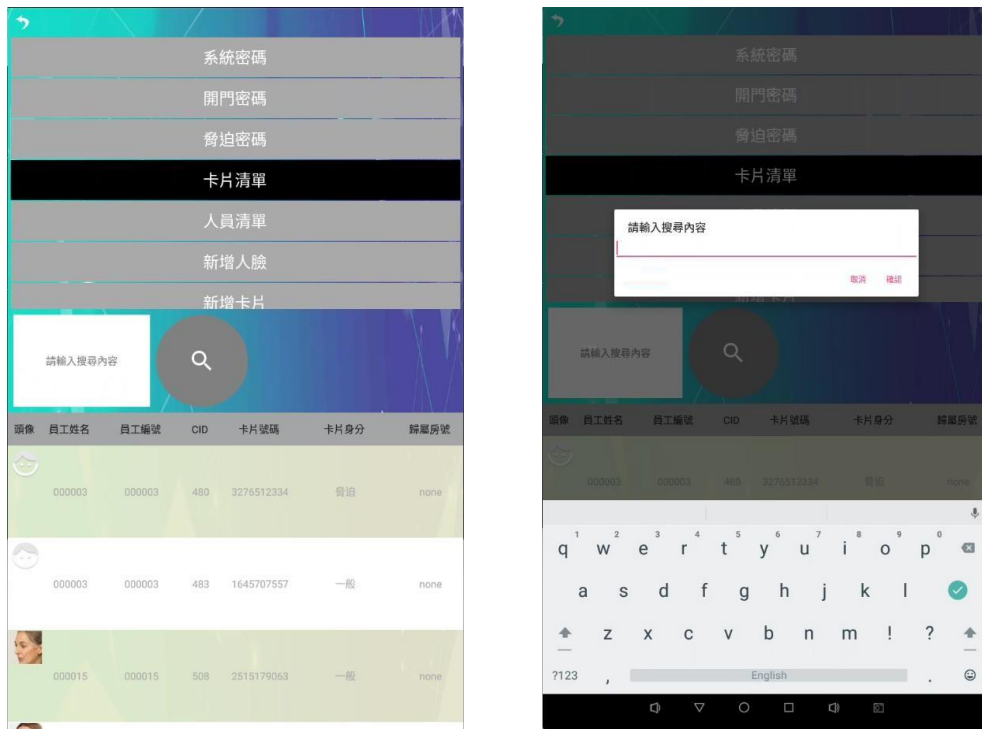 系統密碼
開門密碼
脅迫密碼
卡片清單
人員清單
新增人臉
新增卡片
請輸入搜尋內容
頭像 員工姓名 員工編號 CID 卡片號碼 卡片身分 歸屬房號
000003 000003 480 3276512334 脅迫 none
000003 000003 483 1645707557 一般 none
000015 000015 508 2515179063 一般 none
系統密碼
開門密碼
脅迫密碼
卡片清單
請輸入搜尋內容
取消 確認
新增卡片
請輸入搜尋內容
頭像 員工姓名 員工編號 CID 卡片號碼 卡片身分 歸屬房號
000003 000003 480 3276512334 脅迫 none
1 2 3 4 5 6 7 8 9 0
q w e r t y u i o p
a s d f g h j k l
z x c v b n m ! ?
?123 , English .